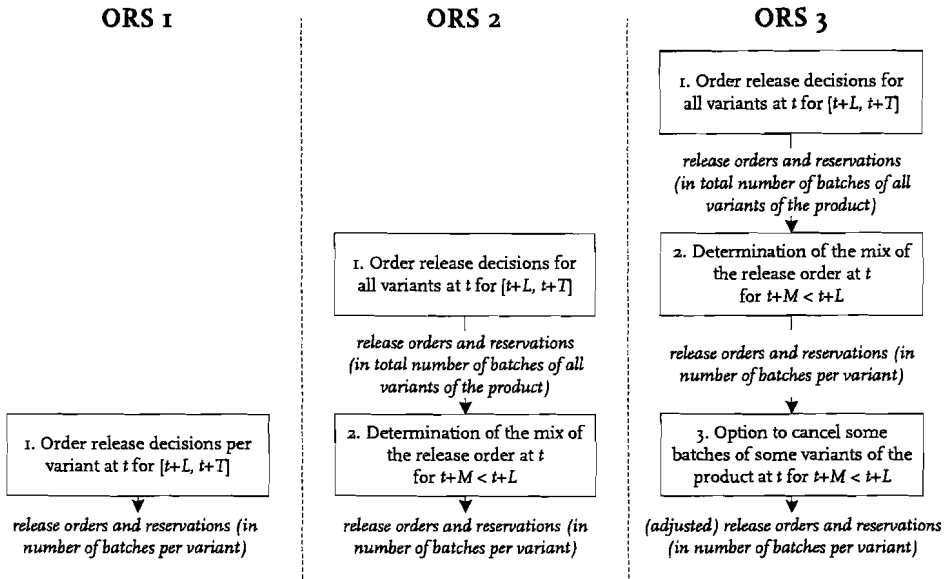 ORS 1
1. Order release decisions per
variant at t for [t+L, t+T]
release orders and reservations (in
number of batches per variant)
ORS 2
1. Order release decisions for
all variants at t for [t+L, t+T]
release orders and reservations
(in total number of batches of all
variants of the product)
2. Determination of the mix of
the release order at t
for t+M < t+L
release orders and reservations (in
number of batches per variant)
ORS 3
1. Order release decisions for
all variants at t for [t+L, t+T]
release orders and reservations
(in total number of batches of all
variants of the product)
2. Determination of the mix of
the release order at t
for t+M < t+L
release orders and reservations (in
number of batches per variant)
3. Option to cancel some
batches of some variants of the
product at t for t+M < t+L
(adjusted) release orders and reservations
(in number of batches per variant)